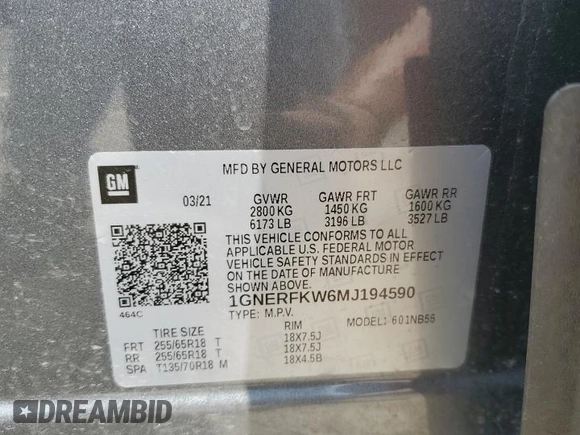 MFD BY GENERAL MOTORS LLC
GM
03/21 GVWR GAWR FRT GAWR RR
2800 KG 1450 KG 1600 KG
6173 LB 3196 LB 3527 LB
THIS VEHICLE CONFORMS TO ALL
APPLICABLE U.S. FEDERAL MOTOR
VEHICLE SAFETY STANDARDS IN EFFECT
ON THE DATE OF MANUFACTURE
SHOWN ABOVE.
1GNERFKW6MJ194590
464C
TYPE: M.P.V. MODEL: 601NB56
TIRE SIZE RIM
FRT 255/65R18 T 18X7.5J
RR 255/65R18 T 18X7.5J
SPA T135/70R18 M 18X4.5B
DREAMBID